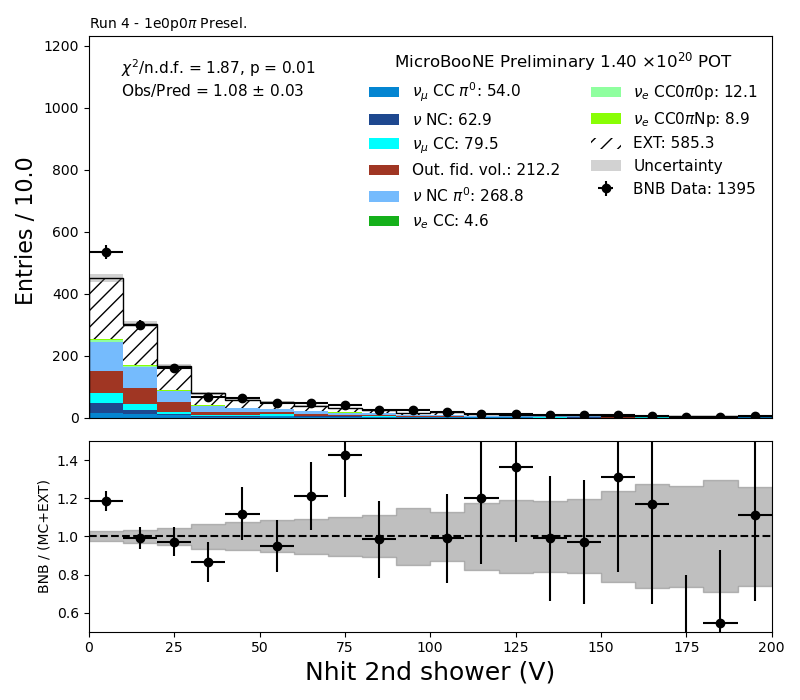 Run 4 - 1e0p0π Presel.
χ²/n.d.f. = 1.87, p = 0.01
Obs/Pred = 1.08 ± 0.03
MicroBooNE Preliminary 1.40 ×10²⁰ POT
ν_μ CC π⁰: 54.0
ν NC: 62.9
ν_μ CC: 79.5
Out. fid. vol.: 212.2
ν NC π⁰: 268.8
ν_e CC: 4.6
ν_e CC0π0p: 12.1
ν_e CC0πNp: 8.9
EXT: 585.3
Uncertainty
BNB Data: 1395
Entries / 10.0
1200
1000
800
600
400
200
0
BNB / (MC+EXT)
1.4
1.2
1.0
0.8
0.6
0 25 50 75 100 125 150 175 200
Nhit 2nd shower (V)